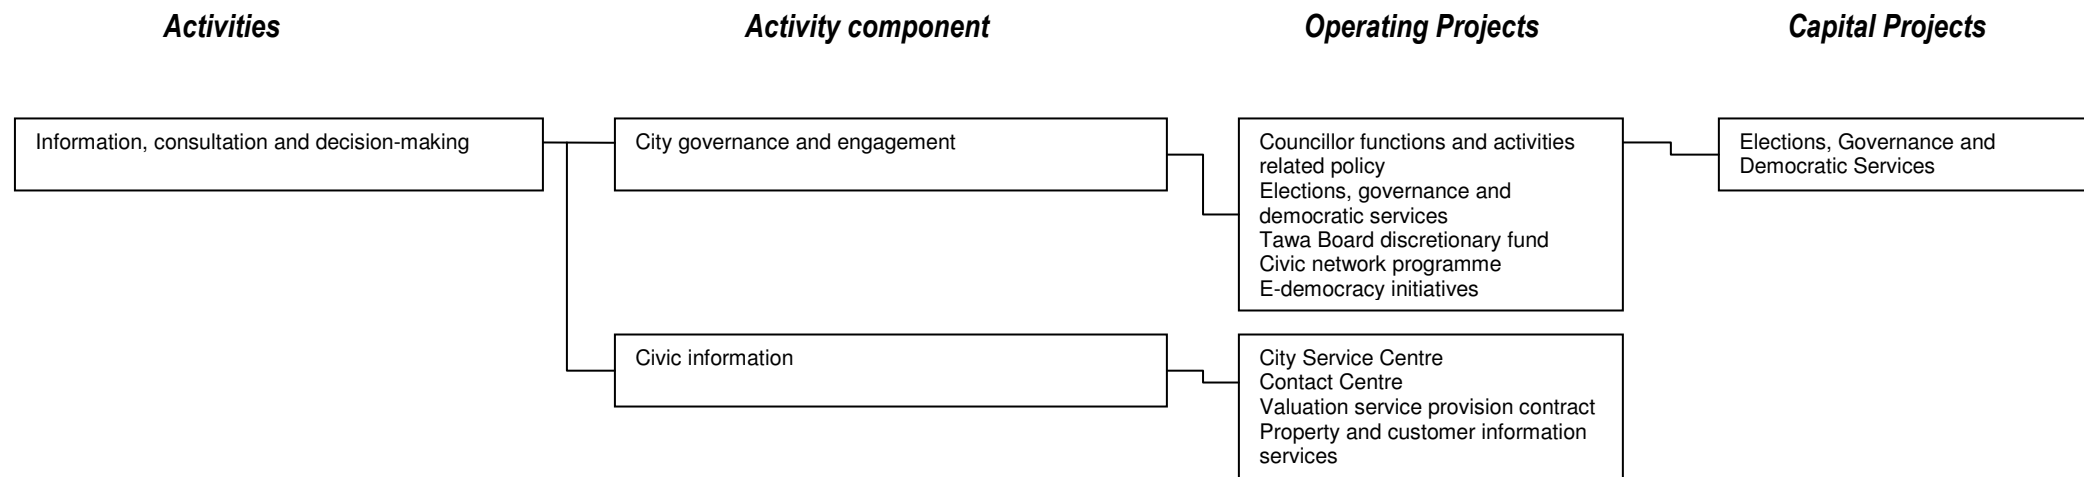 Activities
Activity component
Operating Projects
Capital Projects
Information, consultation and decision-making
City governance and engagement
Councillor functions and activities
related policy
Elections, governance and
democratic services
Tawa Board discretionary fund
Civic network programme
E-democracy initiatives
Elections, Governance and
Democratic Services
Civic information
City Service Centre
Contact Centre
Valuation service provision contract
Property and customer information
services